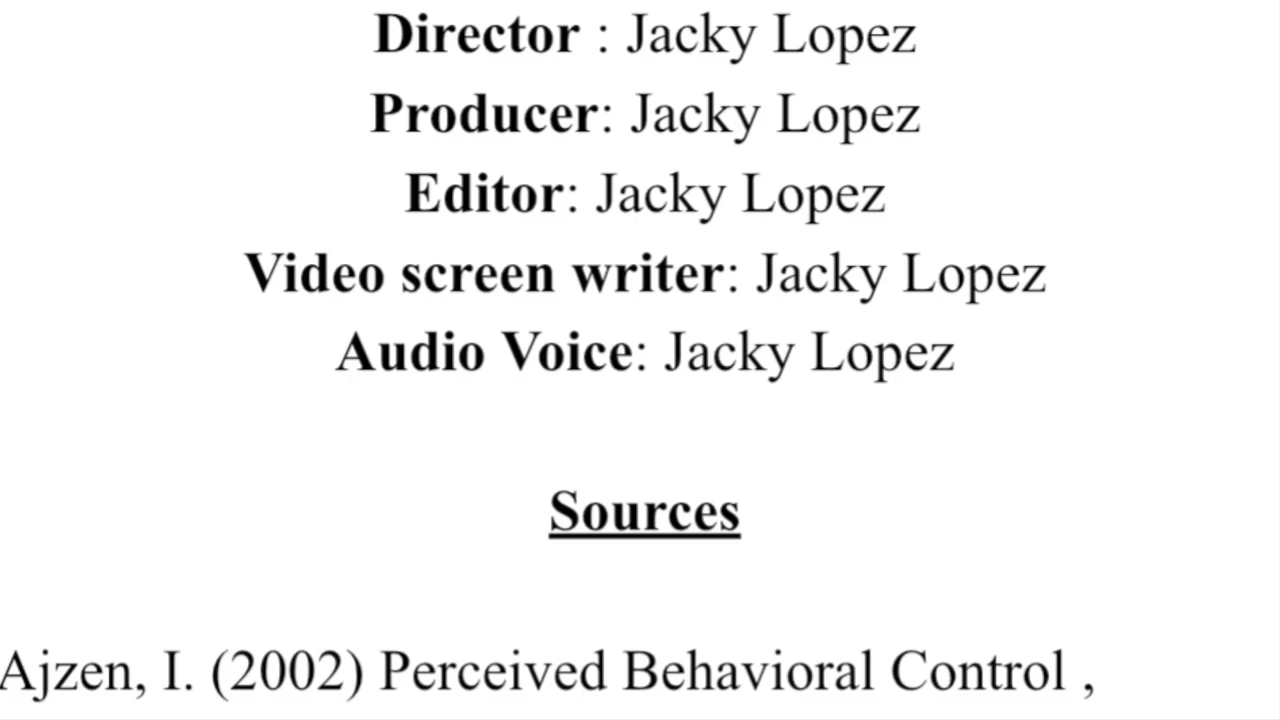 Director : Jacky Lopez
Producer: Jacky Lopez
Editor: Jacky Lopez
Video screen writer: Jacky Lopez
Audio Voice: Jacky Lopez
Sources
Ajzen, I. (2002) Perceived Behavioral Control ,